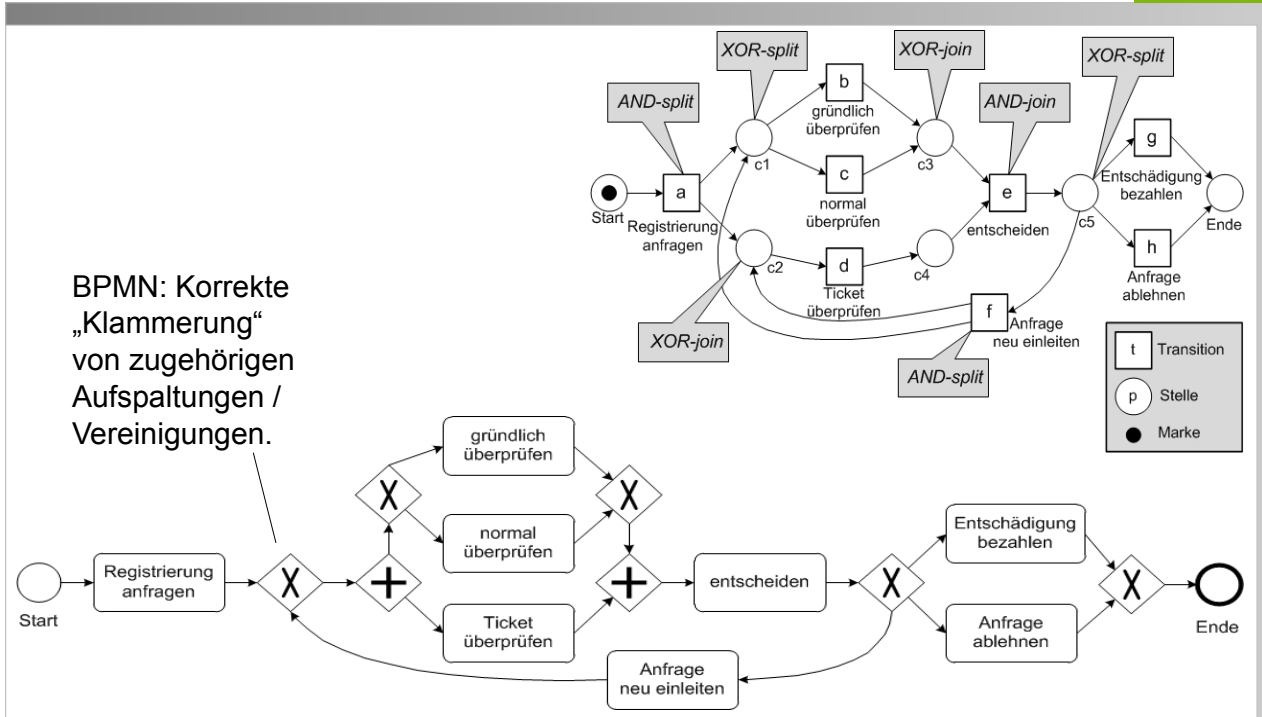 XOR-split
XOR-join
XOR-split
AND-split
AND-join
b
gründlich
überprüfen
g
Entschädigung
bezahlen
c1
c3
c
normal
überprüfen
a
e
Start
Registrierung
anfragen
entscheiden
c5
Ende
c2
d
Ticket
überprüfen
c4
h
Anfrage
ablehnen
f
Anfrage
neu einleiten
XOR-join
AND-split
t
Transition
p
Stelle
Marke
BPMN: Korrekte
„Klammerung“
von zugehörigen
Aufspaltungen /
Vereinigungen.
gründlich
überprüfen
X
X
normal
überprüfen
Registrierung
anfragen
X
+
+
entscheiden
X
Entschädigung
bezahlen
X
Start
Ticket
überprüfen
Anfrage
ablehnen
Ende
Anfrage
neu einleiten